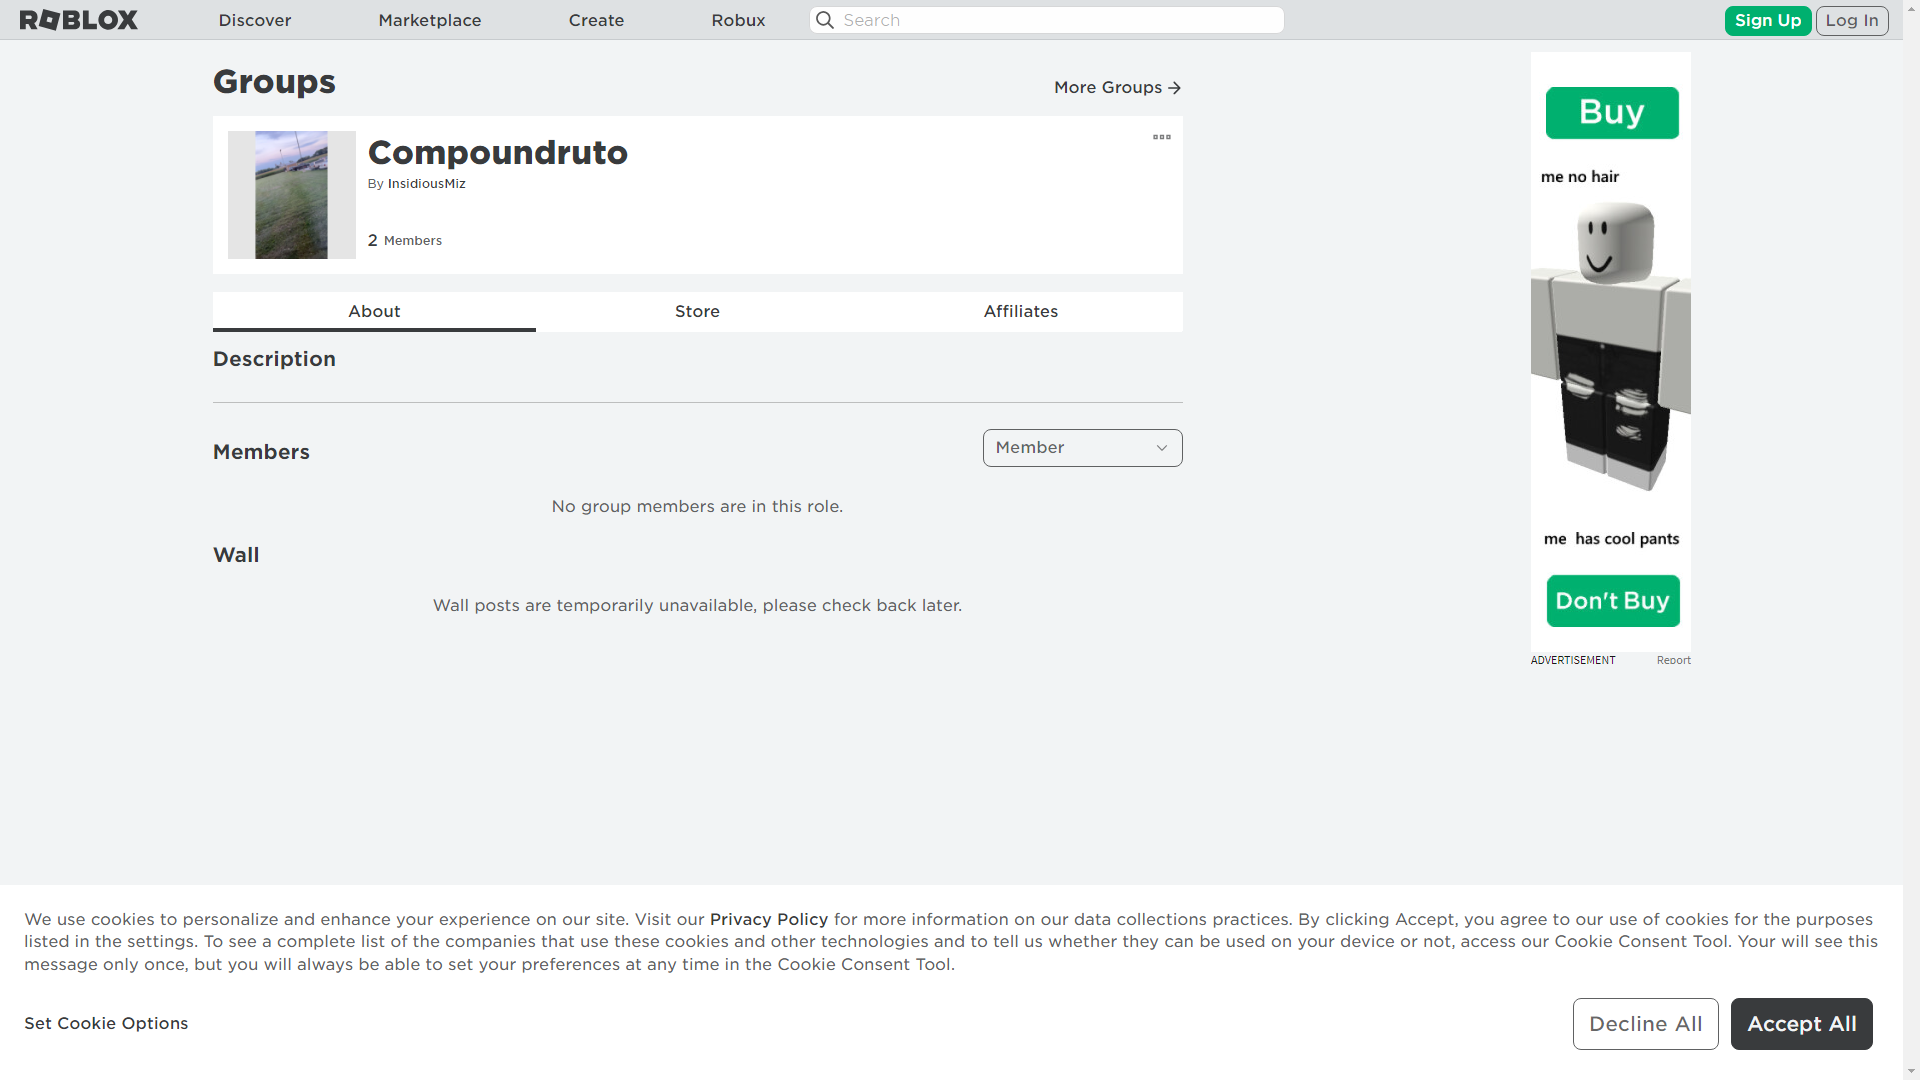 ROBLOX
Discover
Marketplace
Create
Robux
Search
Sign Up
Log In
Groups
More Groups
Compoundruto
By InsidiousMiz
2 Members
About
Store
Affiliates
Description
Members
Member
No group members are in this role.
Wall
Wall posts are temporarily unavailable, please check back later.
Buy
me no hair
me has cool pants
Don't Buy
ADVERTISEMENT
Report
We use cookies to personalize and enhance your experience on our site. Visit our Privacy Policy for more information on our data collections practices. By clicking Accept, you agree to our use of cookies for the purposes
listed in the settings. To see a complete list of the companies that use these cookies and other technologies and to tell us whether they can be used on your device or not, access our Cookie Consent Tool. Your will see this
message only once, but you will always be able to set your preferences at any time in the Cookie Consent Tool.
Set Cookie Options
Decline All
Accept All